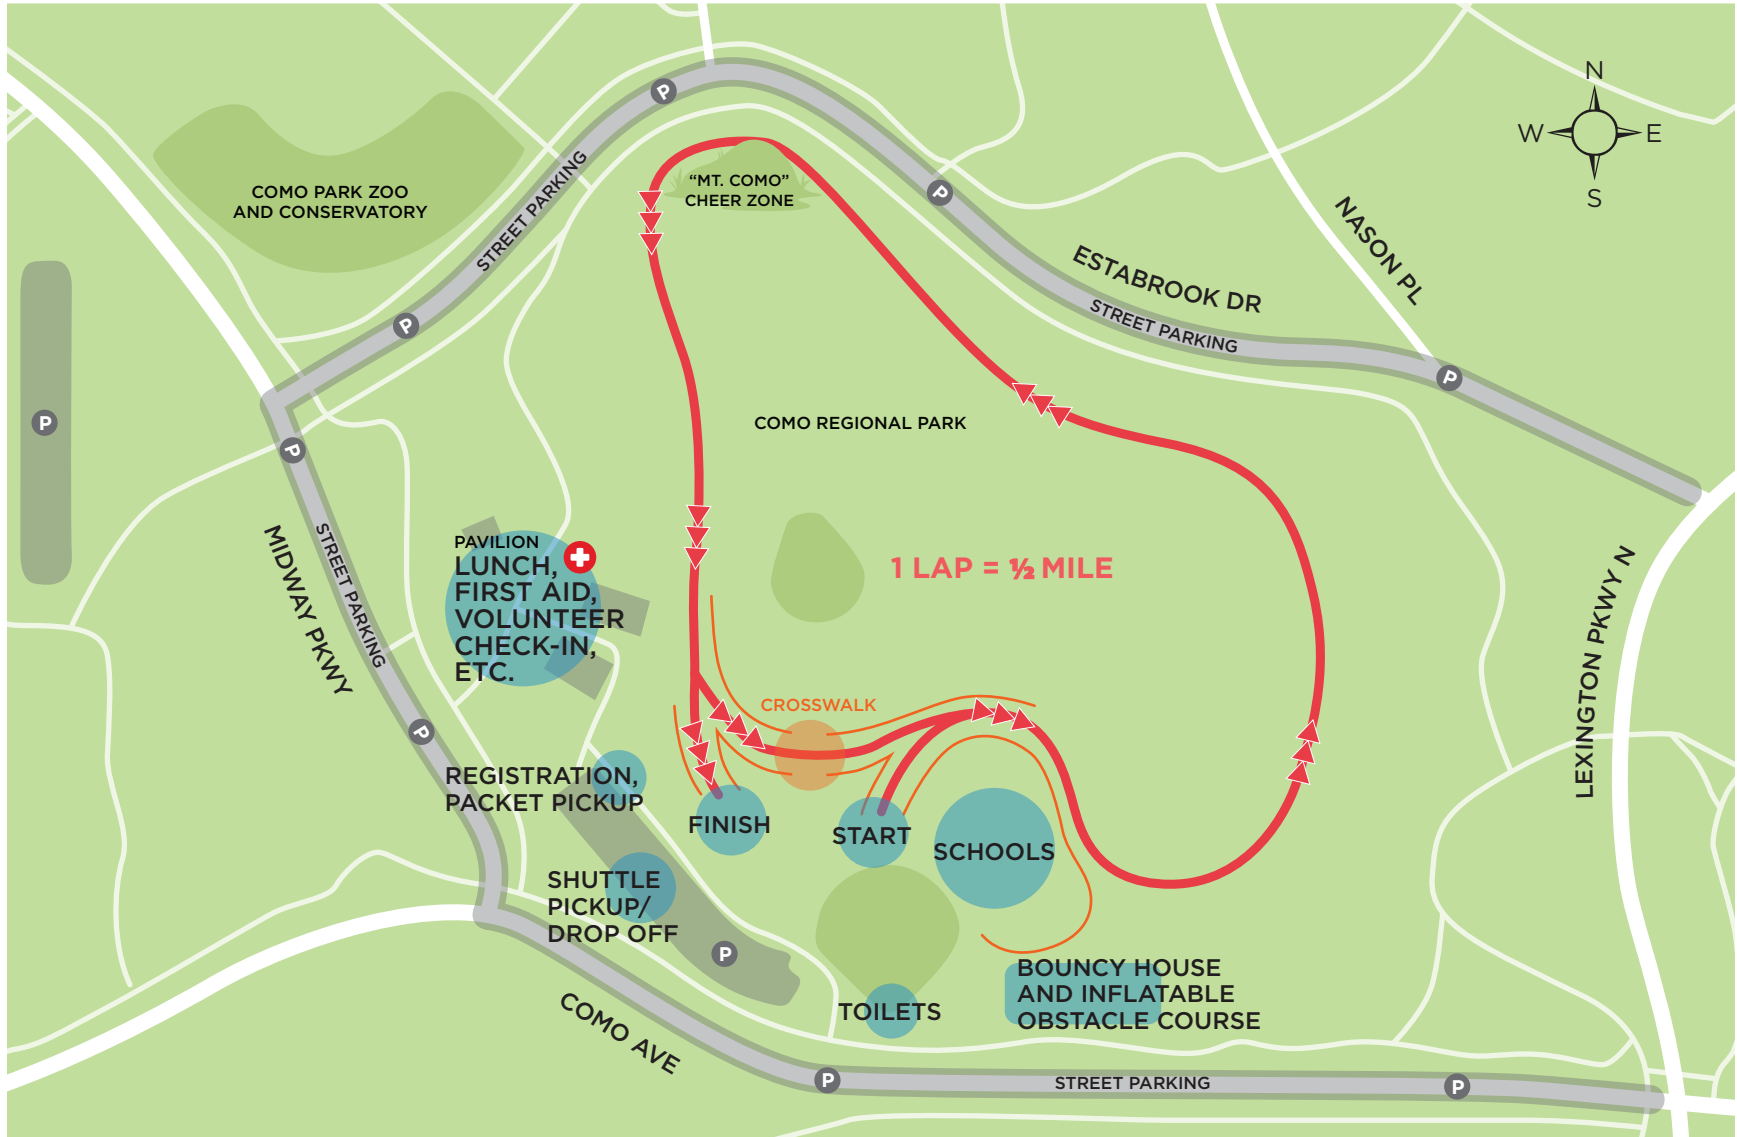 N
W
E
S
P
P
COMO PARK ZOO
AND CONSERVATORY
STREET PARKING
"MT. COMO"
CHEER ZONE
P
NASON PL
ESTABROOK DR
STREET PARKING
P
P
P
P
COMO REGIONAL PARK
MIDWAY PKWY
STREET PARKING
PAVILION
LUNCH,
FIRST AID,
VOLUNTEER
CHECK-IN,
ETC.
1 LAP = ½ MILE
LEXINGTON PKWY N
CROSSWALK
P
REGISTRATION,
PACKET PICKUP
FINISH
START
SCHOOLS
SHUTTLE
PICKUP/
DROP OFF
P
TOILETS
BOUNCY HOUSE
AND INFLATABLE
OBSTACLE COURSE
COMO AVE
P
STREET PARKING
P